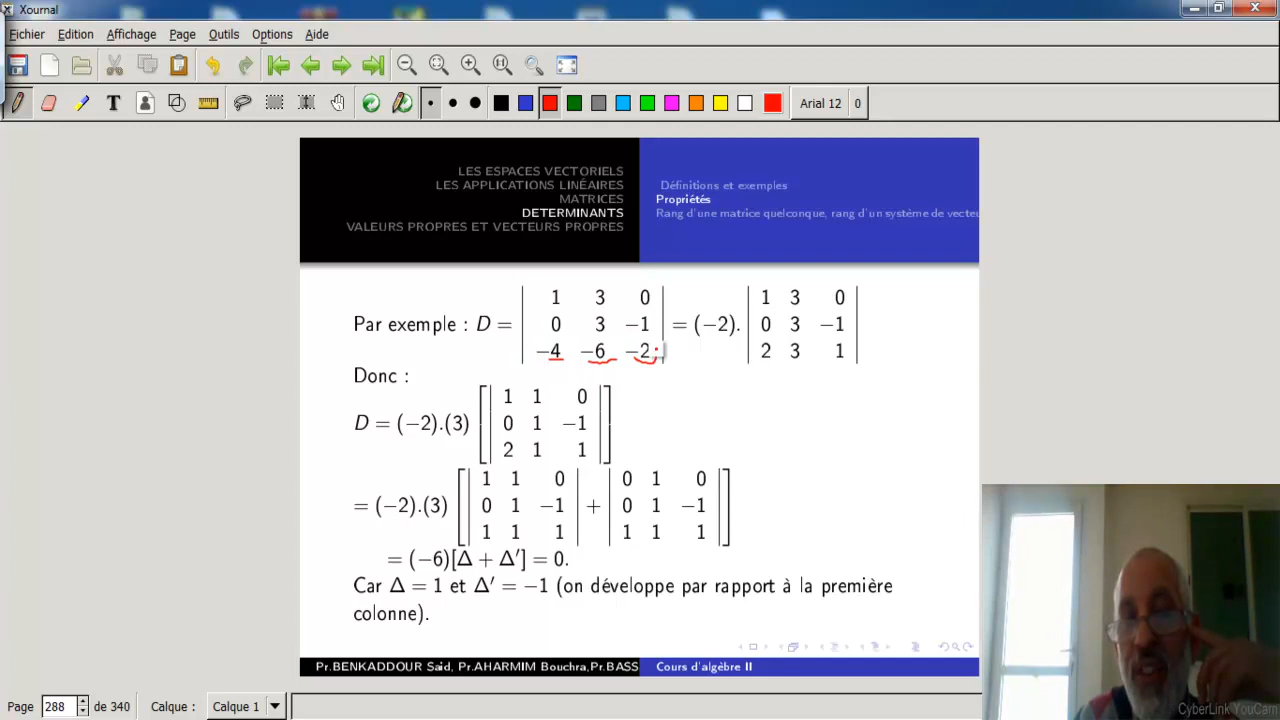 Xournal
Fichier Edition Affichage Page Outils Options Aide
Arial 12 0
LES ESPACES VECTORIELS
LES APPLICATIONS LINÉAIRES
MATRICES
DETERMINANTS
VALEURS PROPRES ET VECTEURS PROPRES
Définitions et exemples
Propriétés
Rang d'une matrice quelconque, rang d'un système de vecteu
Par exemple : D = | 1 3 0 | 0 3 −1 | −4 −6 −2 | = (−2). | 1 3 0 | 0 3 −1 | 2 3 1 |
Donc :
D = (−2).(3) [ | 1 1 0 | 0 1 −1 | 2 1 1 | ]
= (−2).(3) [ | 1 1 0 | 0 1 −1 | 1 1 1 | + | 0 1 0 | 0 1 −1 | 1 1 1 | ]
= (−6)[Δ + Δ′] = 0.
Car Δ = 1 et Δ′ = −1 (on développe par rapport à la première
colonne).
Pr.BENKADDOUR Said, Pr.AHARMIM Bouchra,Pr.BASS
Cours d'algèbre II
CyberLink YouCam
Page 288 de 340 Calque : Calque 1